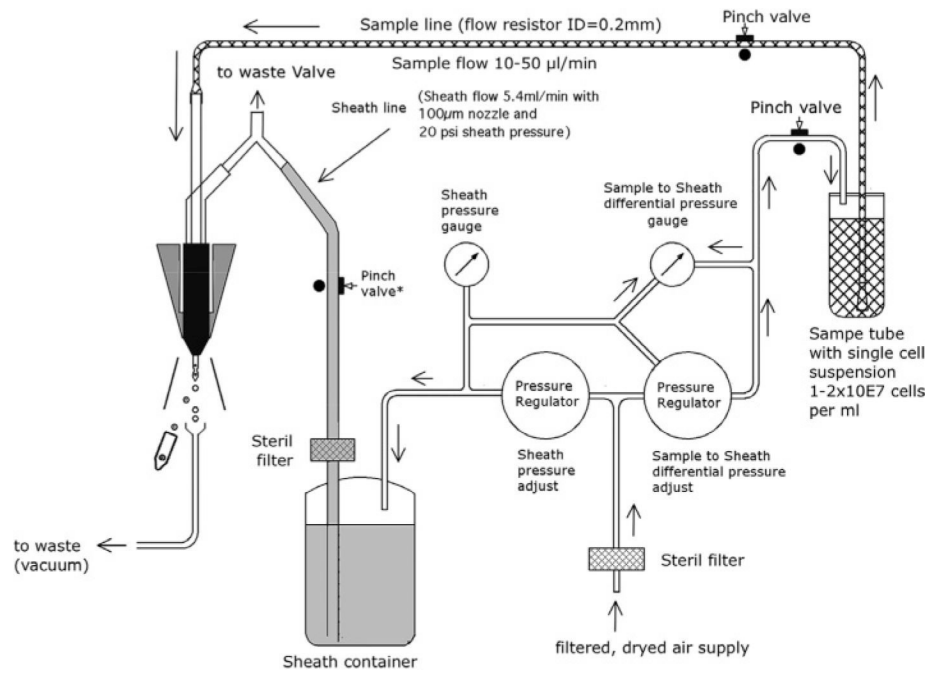 Sample line (flow resistor ID=0.2mm)
Pinch valve
Sample flow 10-50 µl/min
to waste Valve
Sheath line
(Sheath flow 5.4ml/min with
100µm nozzle and
20 psi sheath pressure)
Pinch valve
Sheath
pressure
gauge
Sample to Sheath
differential pressure
gauge
Pinch
valve*
Sampe tube
with single cell
suspension
1-2x10E7 cells
per ml
Pressure
Regulator
Pressure
Regulator
Steril
filter
Sheath
pressure
adjust
Sample to Sheath
differential pressure
adjust
to waste
(vacuum)
Steril filter
filtered, dryed air supply
Sheath container